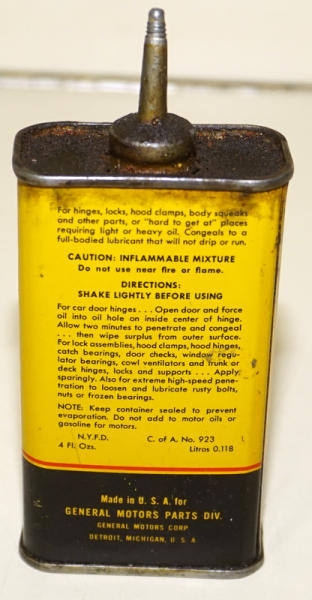 For hinges, locks, hood clamps, body squeaks
and other parts, or "hard to get at" places
requiring light or heavy oil. Congeals to a
full-bodied lubricant that will not drip or run.
CAUTION: INFLAMMABLE MIXTURE
Do not use near fire or flame.
DIRECTIONS:
SHAKE LIGHTLY BEFORE USING
For car door hinges . . . Open door and force
oil into oil hole on inside center of hinge.
Allow two minutes to penetrate and congeal
. . . then wipe surplus from outer surface.
For lock assemblies, hood clamps, hood hinges,
catch bearings, door checks, window regu-
lator bearings, cowl ventilators and trunk or
deck hinges, locks and supports . . . Apply
sparingly. Also for extreme high-speed pene-
tration to loosen and lubricate rusty bolts,
nuts or frozen bearings.
NOTE: Keep container sealed to prevent
evaporation. Do not add to motor oils or
gasoline for motors.
N.Y.F.D. C. of A. No. 923
4 Fl. Ozs. Litros 0.118
Made in U. S. A. for
GENERAL MOTORS PARTS DIV.
GENERAL MOTORS CORP
DETROIT, MICHIGAN, U. S. A.